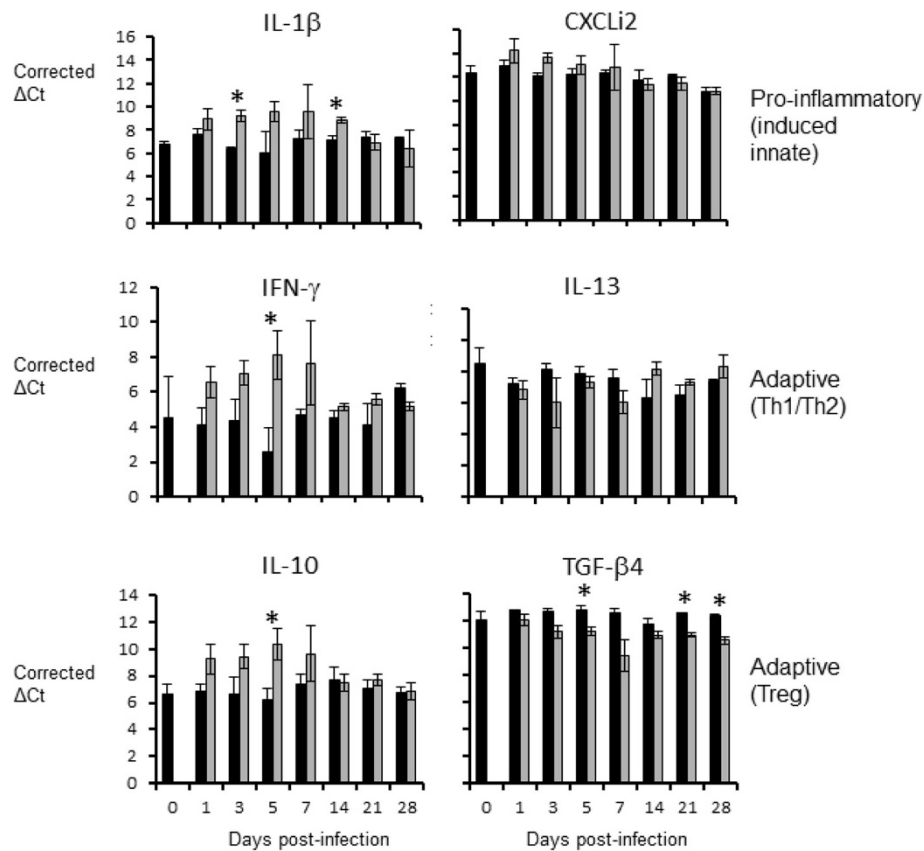 IL-1β
CXCLi2
Corrected
ΔCt
16
14
12
10
8
6
4
2
0
*
*
Pro-inflammatory
(induced
innate)
IFN-γ
IL-13
Corrected
ΔCt
12
10
8
6
4
2
0
*
:
:
Adaptive
(Th1/Th2)
IL-10
TGF-β4
Corrected
ΔCt
14
12
10
8
6
4
2
0
*
*
*
*
Adaptive
(Treg)
0 1 3 5 7 14 21 28
0 1 3 5 7 14 21 28
Days post-infection
Days post-infection